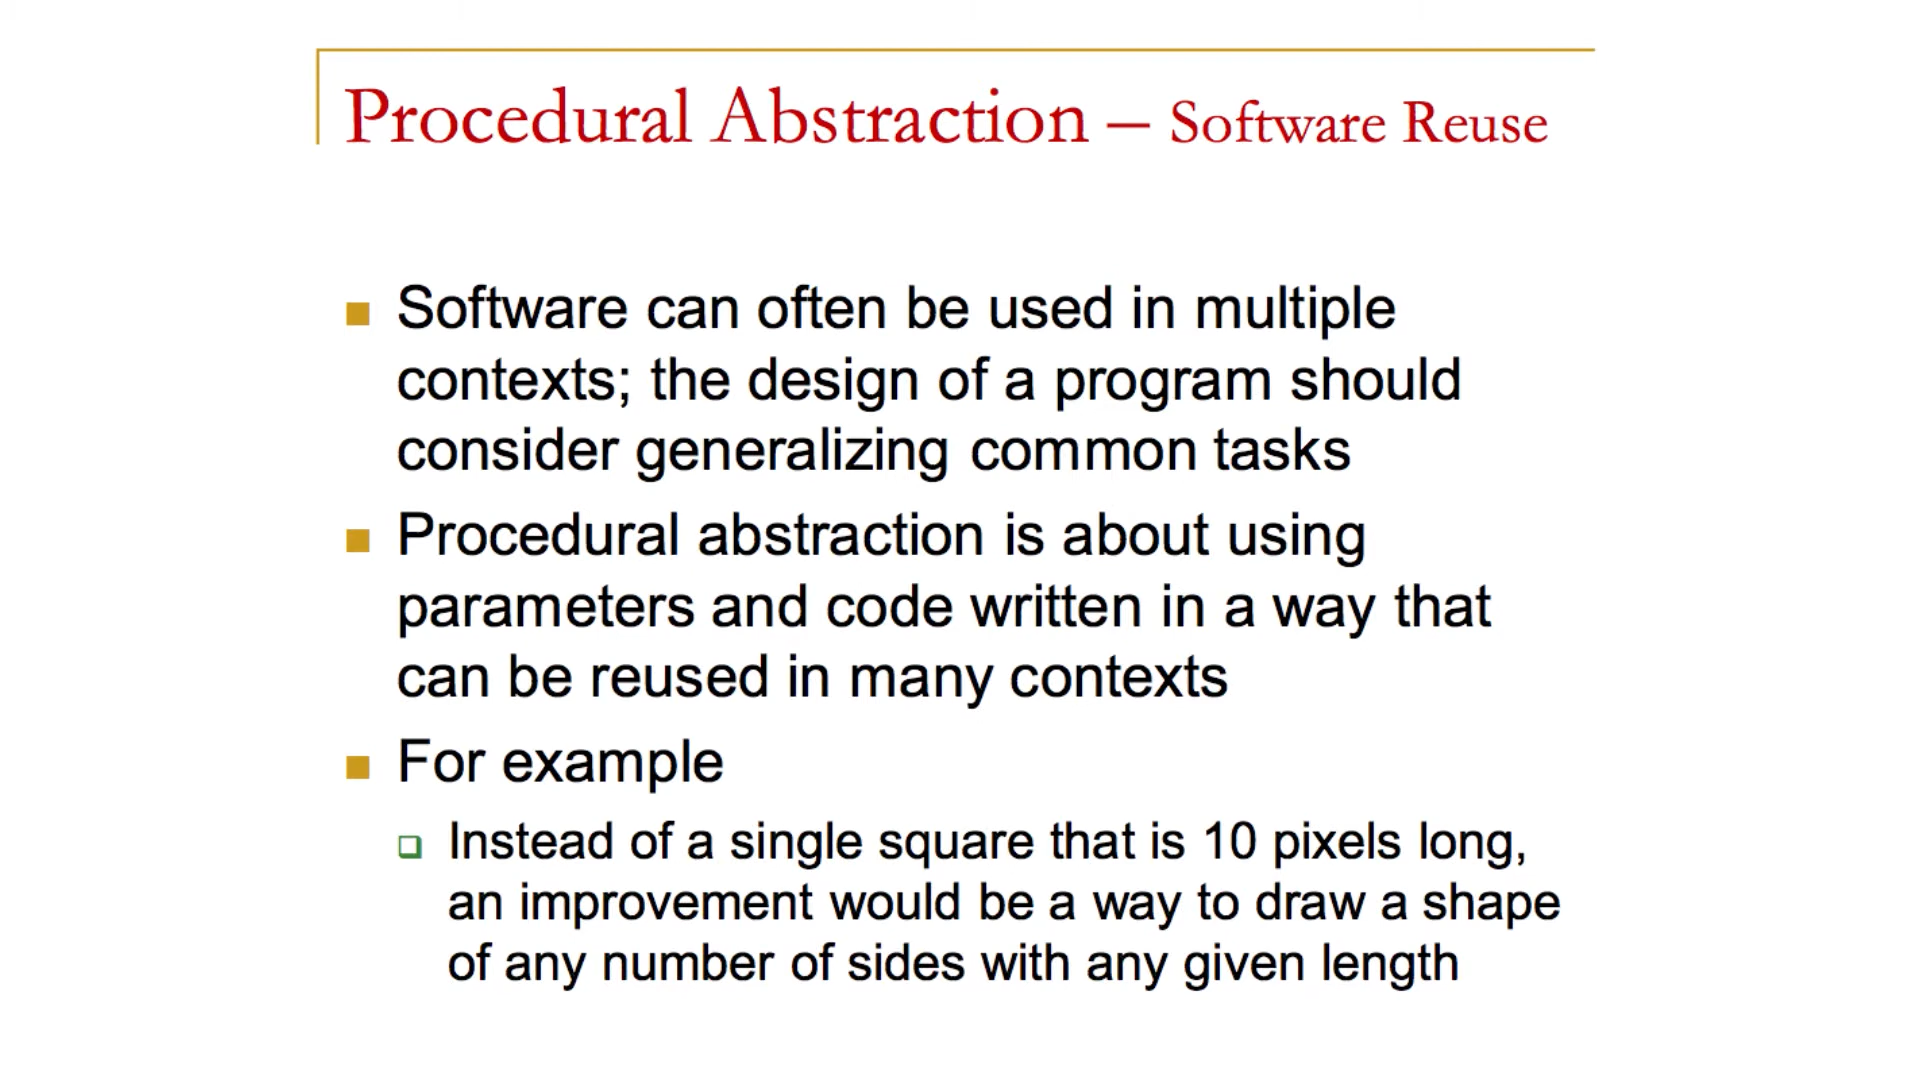 Procedural Abstraction – Software Reuse
Software can often be used in multiple
contexts; the design of a program should
consider generalizing common tasks
Procedural abstraction is about using
parameters and code written in a way that
can be reused in many contexts
For example
Instead of a single square that is 10 pixels long,
an improvement would be a way to draw a shape
of any number of sides with any given length